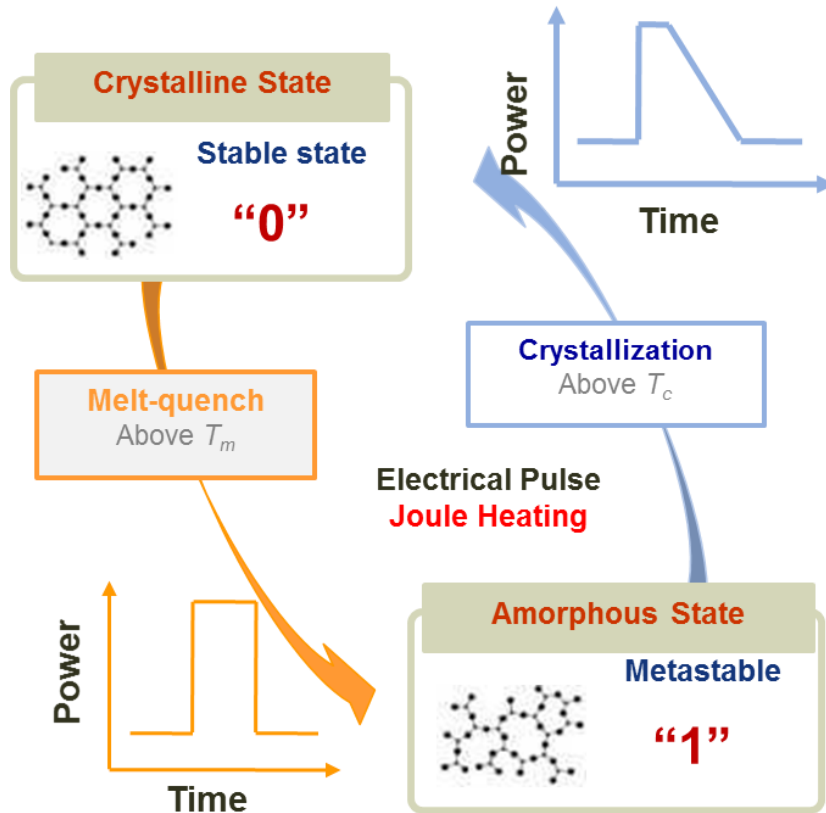 Crystalline State
Stable state
“0”
Power
Time
Crystallization
Above Tc
Melt-quench
Above Tm
Electrical Pulse
Joule Heating
Power
Time
Amorphous State
Metastable
“1”